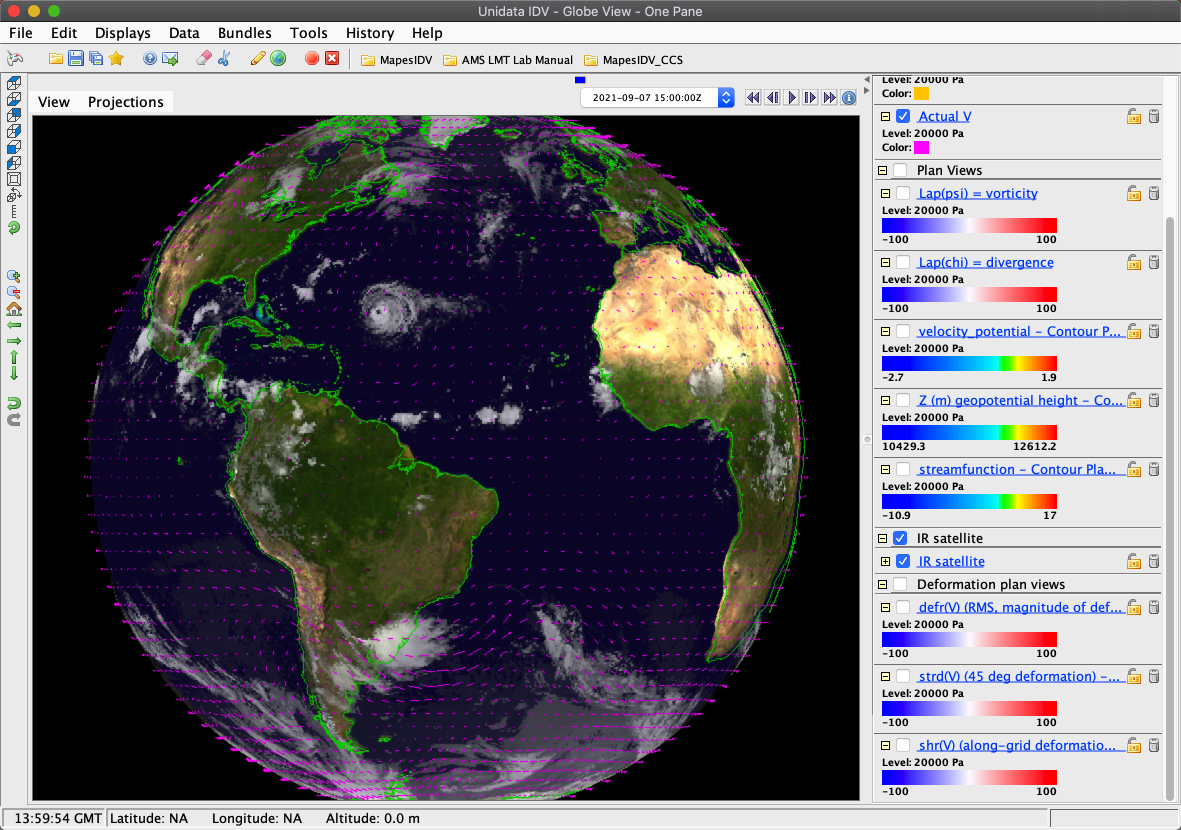 Unidata IDV - Globe View - One Pane
File Edit Displays Data Bundles Tools History Help
MapesIDV AMS LMT Lab Manual MapesIDV_CCS
View Projections
2021-09-07 15:00:00Z
Level: 20000 Pa
Color:
Actual V
Level: 20000 Pa
Color:
Plan Views
Lap(psi) = vorticity
Level: 20000 Pa
-100 100
Lap(chi) = divergence
Level: 20000 Pa
-100 100
velocity_potential - Contour P...
Level: 20000 Pa
-2.7 1.9
Z (m) geopotential height - Co...
Level: 20000 Pa
10429.3 12612.2
streamfunction - Contour Pla...
Level: 20000 Pa
-10.9 17
IR satellite
IR satellite
Deformation plan views
defr(V) (RMS, magnitude of def...
Level: 20000 Pa
-100 100
strd(V) (45 deg deformation) -...
Level: 20000 Pa
-100 100
shr(V) (along-grid deformatio...
Level: 20000 Pa
-100 100
13:59:54 GMT Latitude: NA Longitude: NA Altitude: 0.0 m